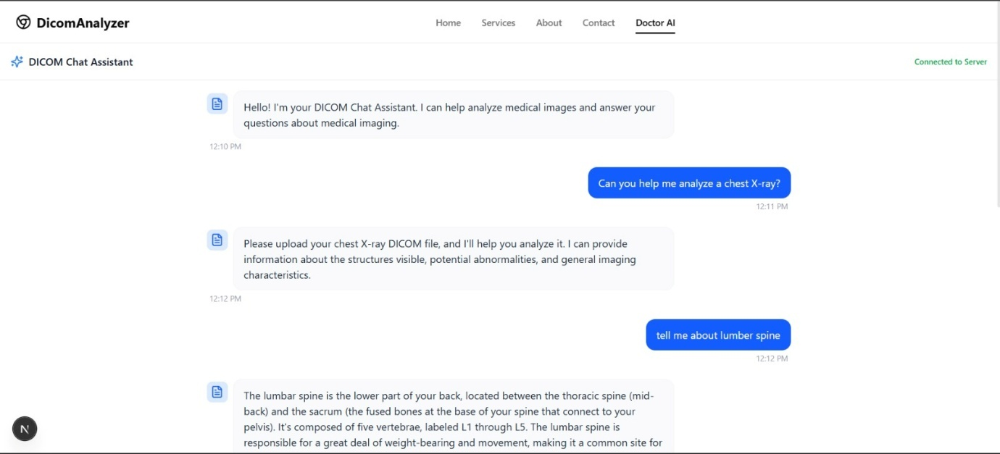 DicomAnalyzer
Home Services About Contact Doctor AI
DICOM Chat Assistant
Connected to Server
Hello! I'm your DICOM Chat Assistant. I can help analyze medical images and answer your
questions about medical imaging.
12:10 PM
Can you help me analyze a chest X-ray?
12:11 PM
Please upload your chest X-ray DICOM file, and I'll help you analyze it. I can provide
information about the structures visible, potential abnormalities, and general imaging
characteristics.
12:12 PM
tell me about lumber spine
12:12 PM
The lumbar spine is the lower part of your back, located between the thoracic spine (mid-
back) and the sacrum (the fused bones at the base of your spine that connect to your
pelvis). It's composed of five vertebrae, labeled L1 through L5. The lumbar spine is
responsible for a great deal of weight-bearing and movement, making it a common site for
N